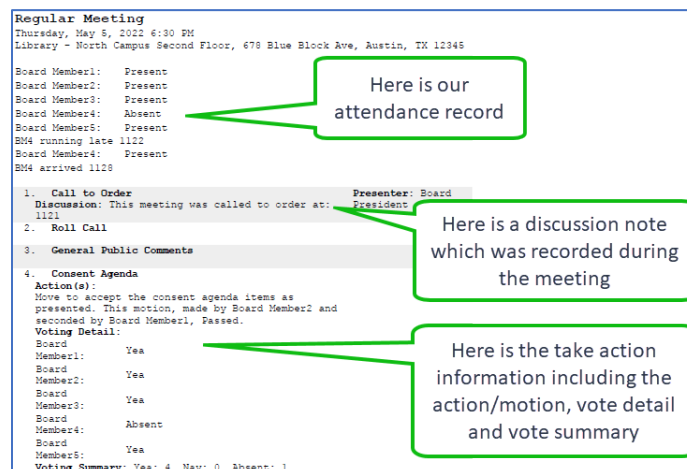 Regular Meeting
Thursday, May 5, 2022 6:30 PM
Library - North Campus Second Floor, 678 Blue Block Ave, Austin, TX 12345
Board Member1: Present
Board Member2: Present
Board Member3: Present
Board Member4: Absent
Board Member5: Present
BM4 running late 1122
Board Member4: Present
BM4 arrived 1128
Here is our
attendance record
1. Call to Order Presenter: Board
Discussion: This meeting was called to order at: President
1121
2. Roll Call
3. General Public Comments
Here is a discussion note
which was recorded during
the meeting
4. Consent Agenda
Action(s):
Move to accept the consent agenda items as
presented. This motion, made by Board Member2 and
seconded by Board Member1, Passed.
Voting Detail:
Board
Member1: Yea
Board
Member2: Yea
Board
Member3: Yea
Board
Member4: Absent
Board
Member5: Yea
Voting Summary: Yea: 4, Nay: 0, Absent: 1
Here is the take action
information including the
action/motion, vote detail
and vote summary